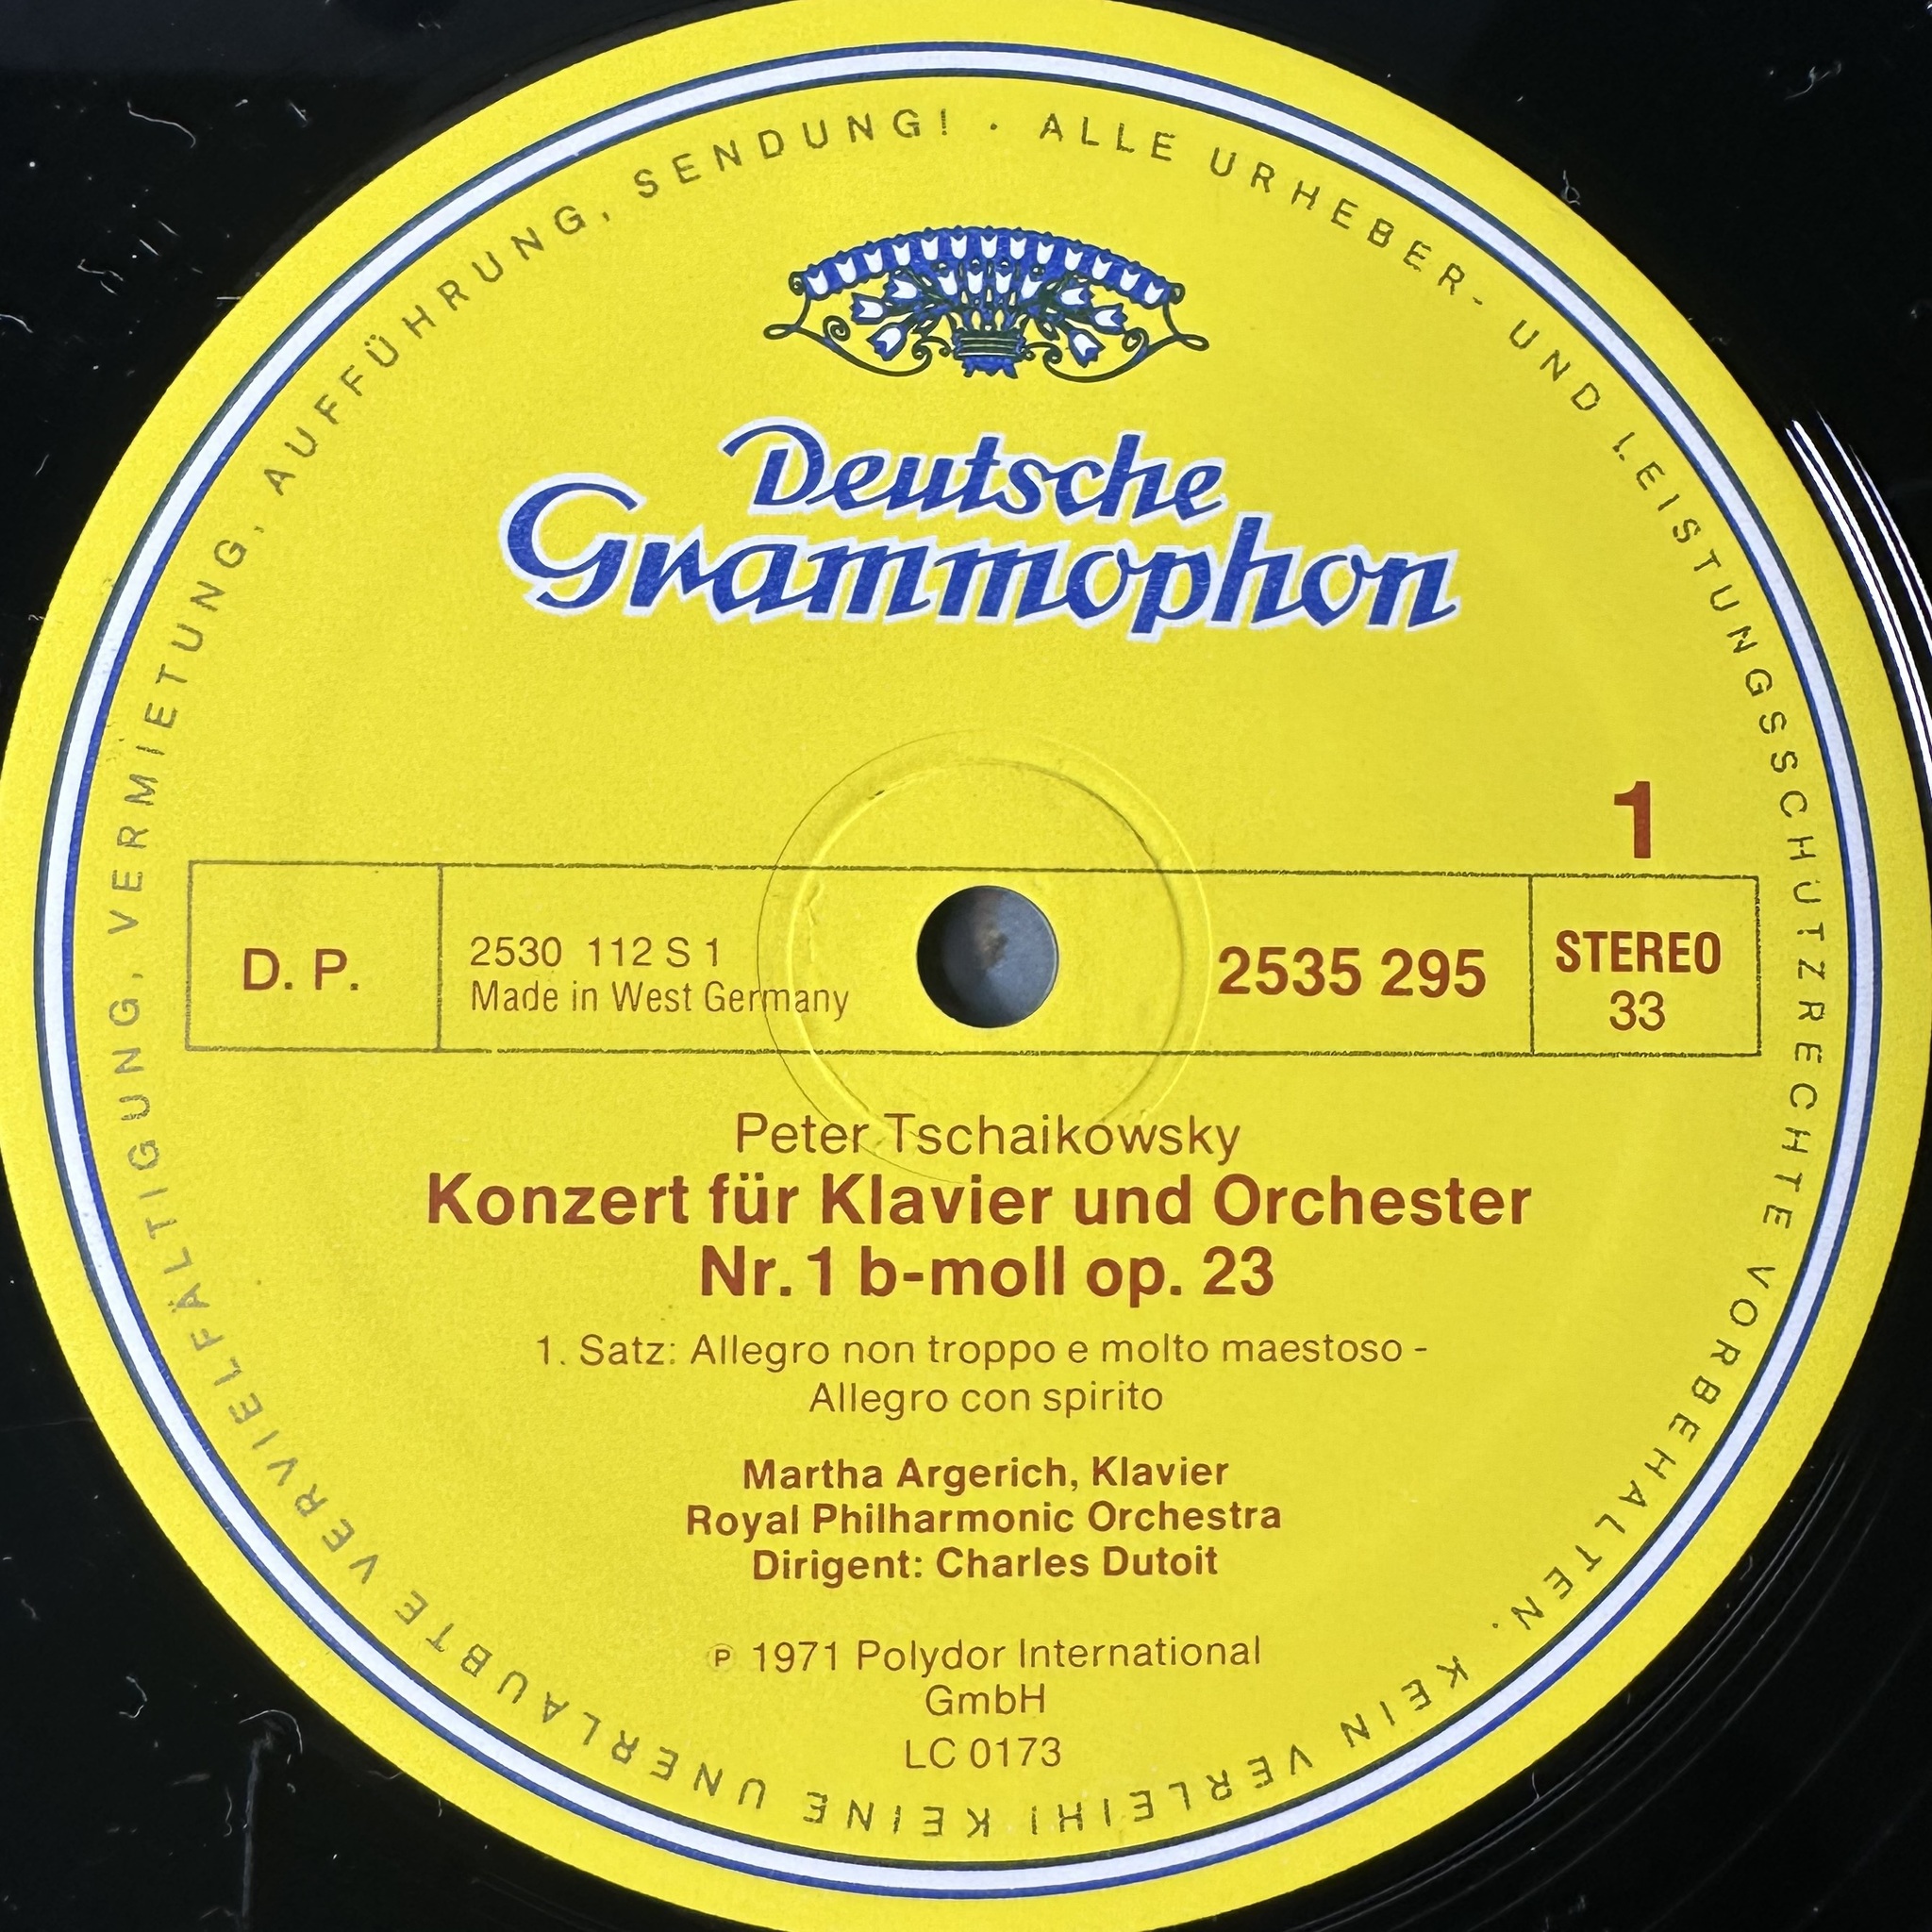 ALLE URHEBER- UND LEISTUNGSSCHUTZRECHTE VORBEHALTEN. KEIN VERLEIH! KEINE UNERLAUBTE VERVIELFÄLTIGUNG, VERMIETUNG, AUFFÜHRUNG, SENDUNG! ·
Deutsche
Grammophon
1
D. P.
2530 112 S 1
Made in West Germany
2535 295
STEREO
33
Peter Tschaikowsky
Konzert für Klavier und Orchester
Nr. 1 b-moll op. 23
1. Satz: Allegro non troppo e molto maestoso -
Allegro con spirito
Martha Argerich, Klavier
Royal Philharmonic Orchestra
Dirigent: Charles Dutoit
℗ 1971 Polydor International
GmbH
LC 0173